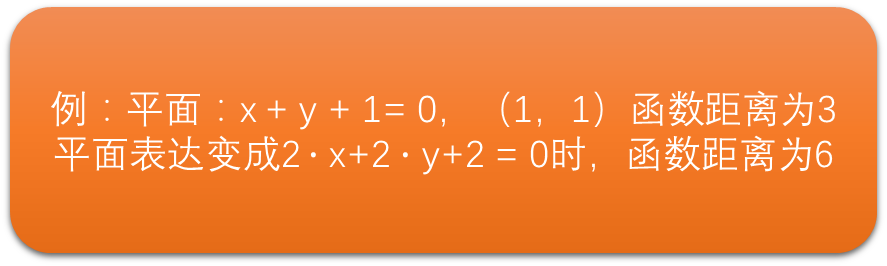 例：平面：x + y + 1= 0，（1，1）函数距离为3
平面表达变成2·x+2·y+2 = 0时，函数距离为6